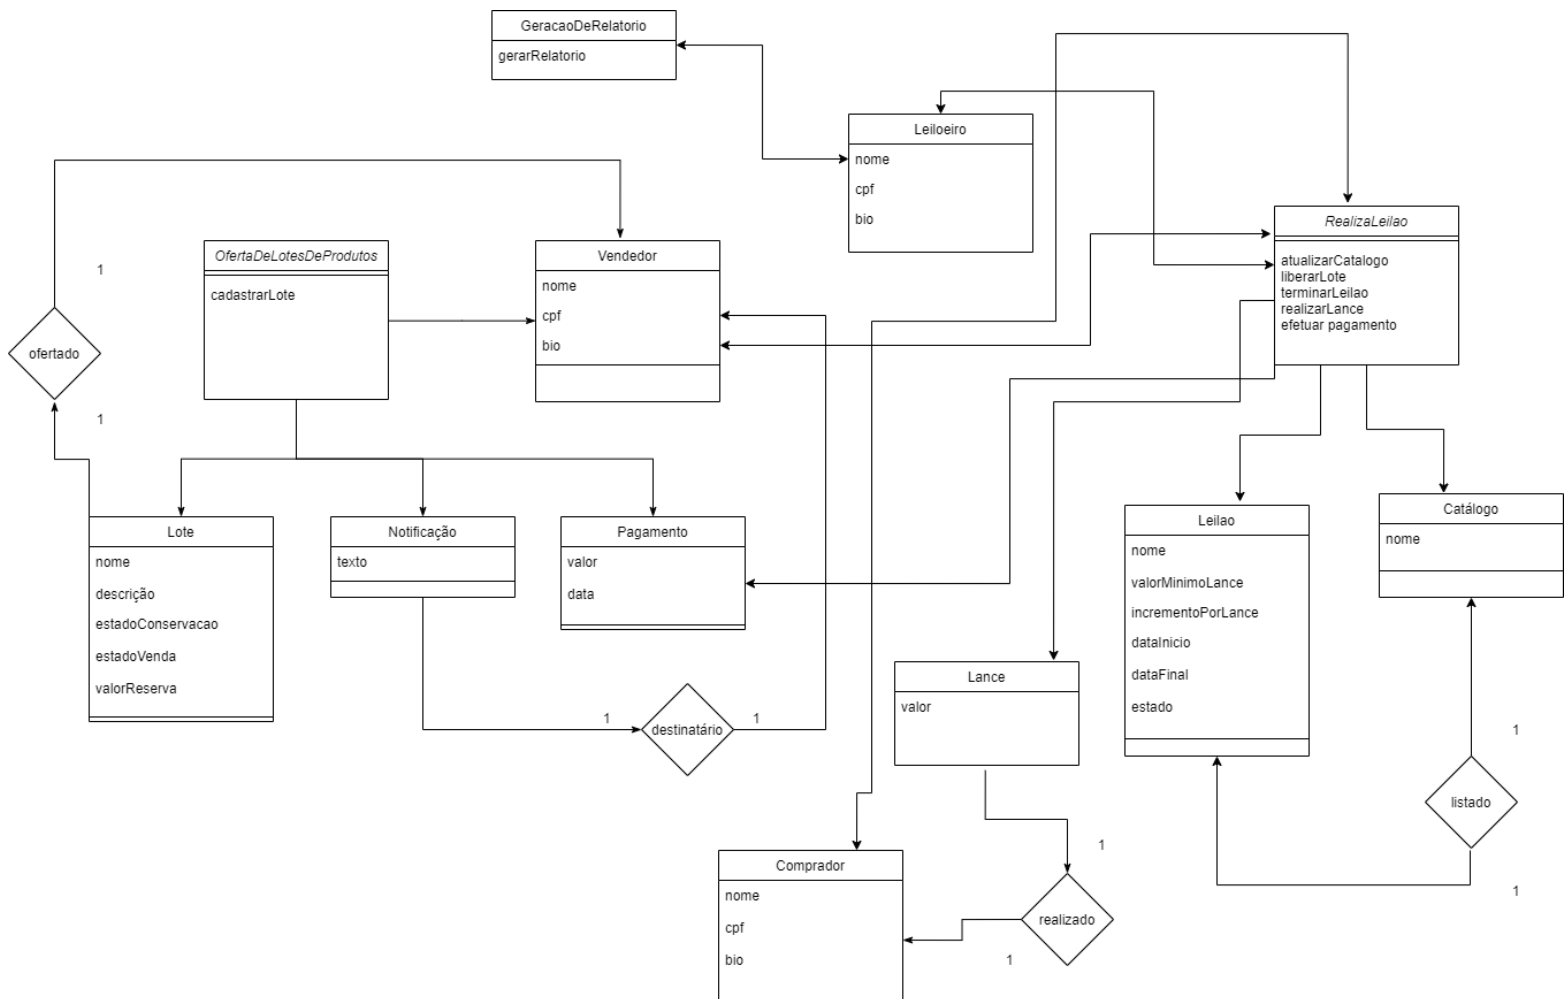 GeracaoDeRelatorio
gerarRelatorio
Leiloeiro
nome
cpf
bio
RealizaLeilao
atualizarCatalogo
liberarLote
terminarLeilao
realizarLance
efetuar pagamento
OfertaDeLotesDeProdutos
cadastrarLote
Vendedor
nome
cpf
bio
1
ofertado
1
Lote
nome
descrição
estadoConservacao
estadoVenda
valorReserva
Notificação
texto
Pagamento
valor
data
1
destinatário
1
Leilao
nome
valorMinimoLance
incrementoPorLance
dataInicio
dataFinal
estado
Catálogo
nome
Lance
valor
1
listado
1
Comprador
nome
cpf
bio
1
realizado
1